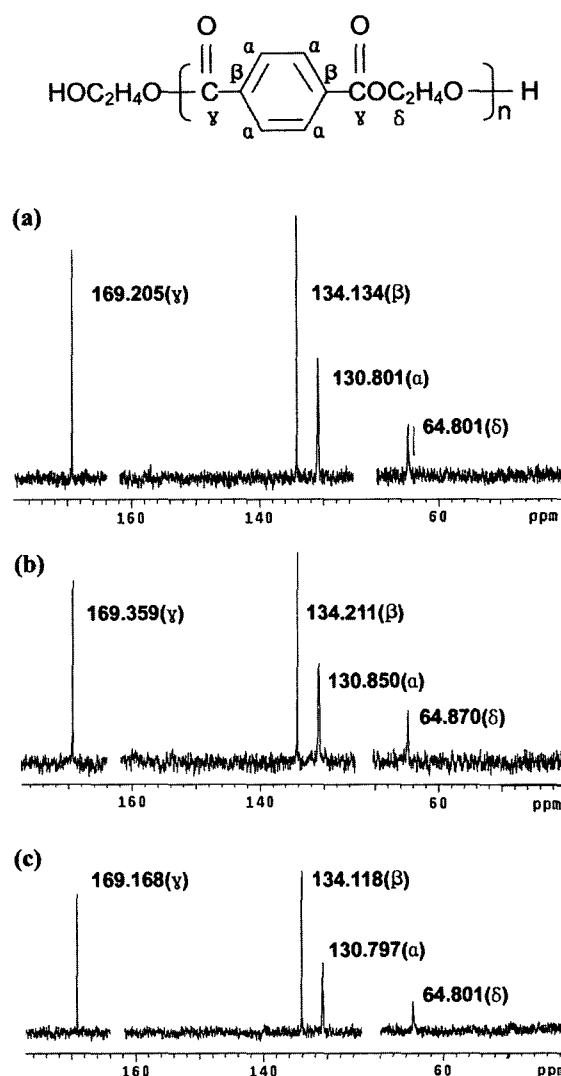 O O
α α
β β
HOC2H4O C COC2H4O H
γ γ δ n
α α
(a)
169.205(γ)
134.134(β)
130.801(α)
64.801(δ)
160 140 60 ppm
(b)
169.359(γ)
134.211(β)
130.850(α)
64.870(δ)
160 140 60 ppm
(c)
169.168(γ)
134.118(β)
130.797(α)
64.801(δ)
160 140 60 ppm